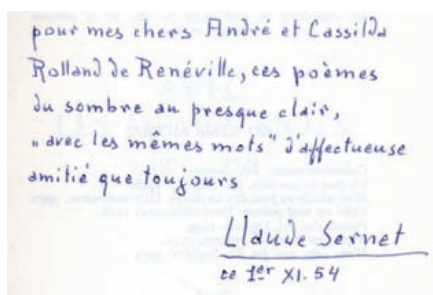 pour mes chers André et Cassilda
Rolland de Renéville, ces poèmes
du sombre au presque clair,
„avec les mêmes mots" d'affectueuse
amitié que toujours
Claude Sernet
ce 1er XI. 54